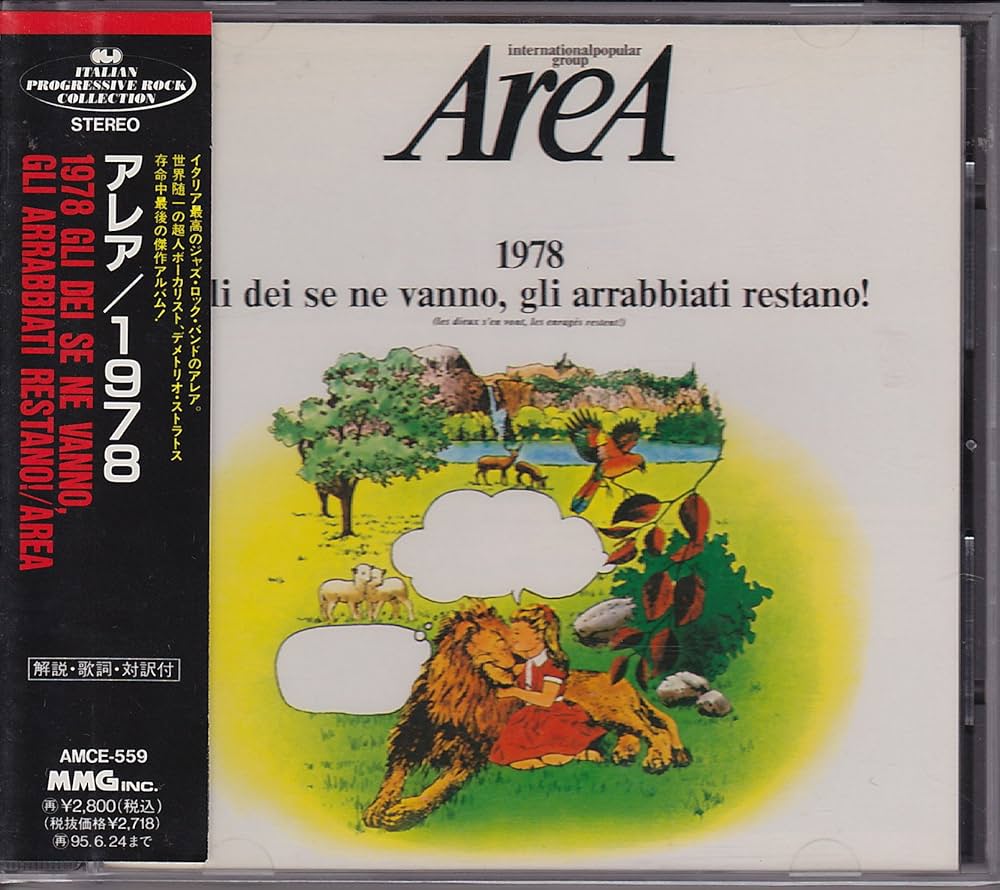 ITALIAN
PROGRESSIVE ROCK
COLLECTION
STEREO
アレア/1978
1978 GLI DEI SE NE VANNO,
GLI ARRABBIATI RESTANO!/AREA
イタリア最高のジャズ・ロック・バンドのアレア。
世界随一の超人ボーカリスト、デメトリオ・ストラトス
存命中最後の傑作アルバム!
解説・歌詞・対訳付
AMCE-559
MMG INC.
再¥2,800(税込)
(税抜価格¥2,718)
再95.6.24まで
internationalpopular
group
AreA
1978
li dei se ne vanno, gli arrabbiati restano!
(les dieux s'en vont, les enragés restent!)